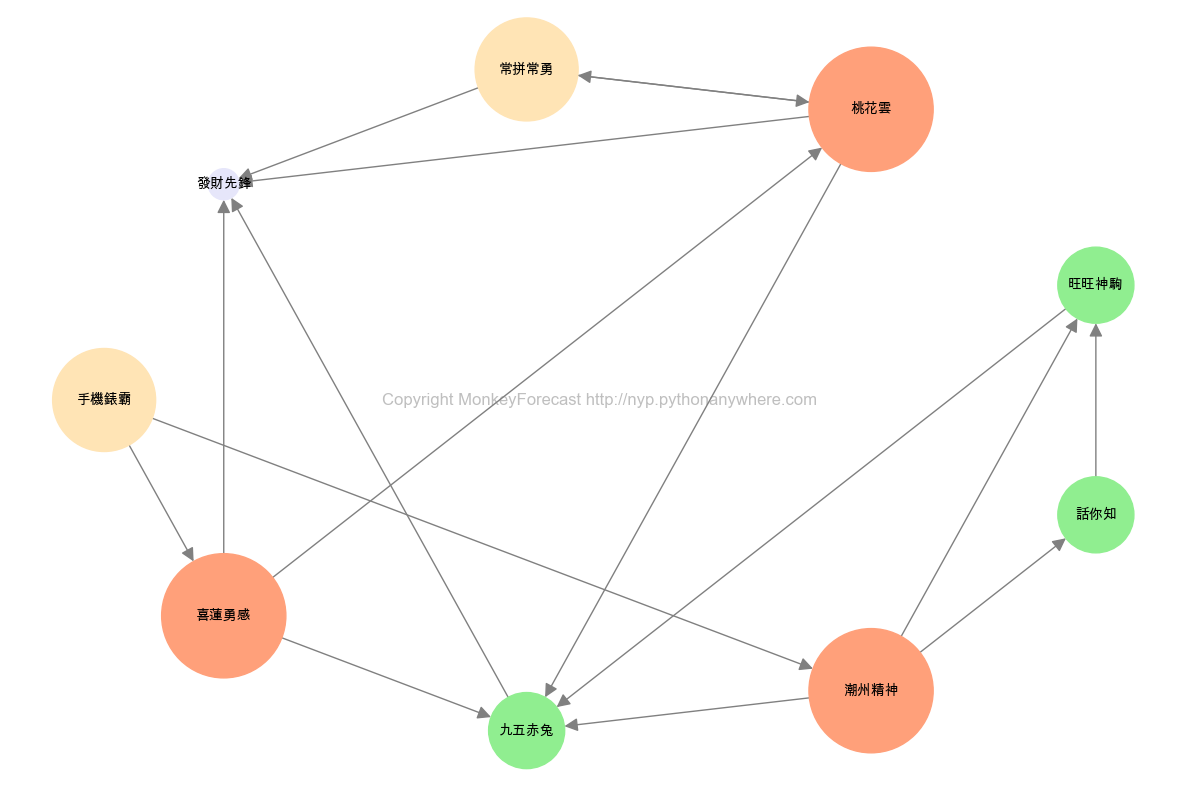 常拼常勇
桃花雲
發財先鋒
旺旺神駒
手機錶霸
Copyright MonkeyForecast http://nyp.pythonanywhere.com
話你知
喜蓮勇感
潮州精神
九五赤兔